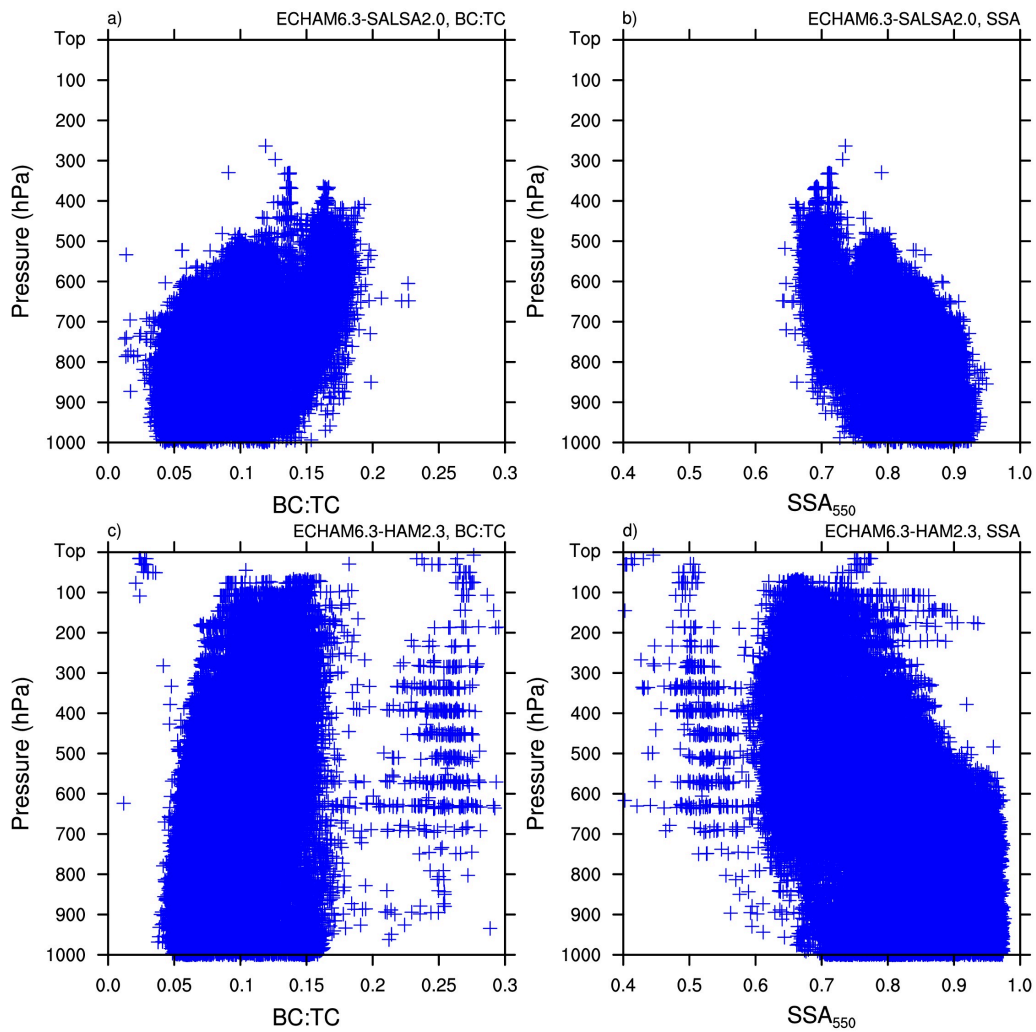 a) ECHAM6.3-SALSA2.0, BC:TC
Top
100
200
300
400
500
600
700
800
900
1000
Pressure (hPa)
0.0 0.05 0.1 0.15 0.2 0.25 0.3
BC:TC
b) ECHAM6.3-SALSA2.0, SSA
Top
100
200
300
400
500
600
700
800
900
1000
Pressure (hPa)
0.4 0.5 0.6 0.7 0.8 0.9 1.0
SSA550
c) ECHAM6.3-HAM2.3, BC:TC
Top
100
200
300
400
500
600
700
800
900
1000
Pressure (hPa)
0.0 0.05 0.1 0.15 0.2 0.25 0.3
BC:TC
d) ECHAM6.3-HAM2.3, SSA
Top
100
200
300
400
500
600
700
800
900
1000
Pressure (hPa)
0.4 0.5 0.6 0.7 0.8 0.9 1.0
SSA550